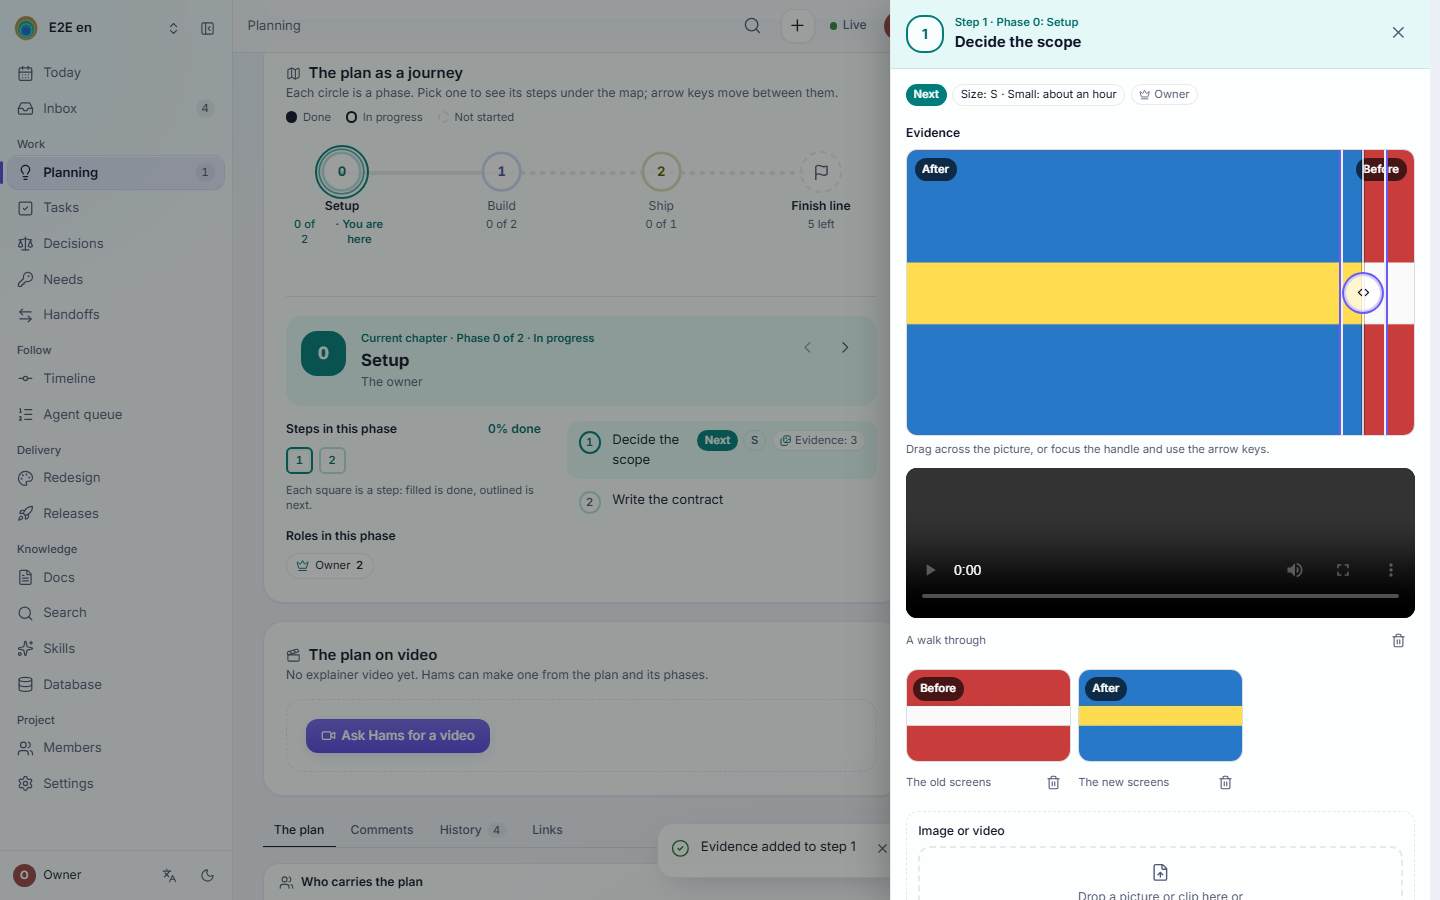 E2E en
Today
Inbox 4
Work
Planning 1
Tasks
Decisions
Needs
Handoffs
Follow
Timeline
Agent queue
Delivery
Redesign
Releases
Knowledge
Docs
Search
Skills
Database
Project
Members
Settings
O Owner
Planning
Live
The plan as a journey
Each circle is a phase. Pick one to see its steps under the map; arrow keys move between them.
Done In progress Not started
0 1 2
Setup Build Ship Finish line
0 of 2 · You are here 0 of 2 0 of 1 5 left
0
Current chapter · Phase 0 of 2 · In progress
Setup
The owner
Steps in this phase 0% done
1 2
Each square is a step: filled is done, outlined is
next.
Roles in this phase
Owner 2
1 Decide the scope Next S Evidence: 3
2 Write the contract
The plan on video
No explainer video yet. Hams can make one from the plan and its phases.
Ask Hams for a video
The plan Comments History 4 Links
Who carries the plan
Evidence added to step 1
1
Step 1 · Phase 0: Setup
Decide the scope
Next Size: S · Small: about an hour Owner
Evidence
After Before
Drag across the picture, or focus the handle and use the arrow keys.
0:00
A walk through
Before After
The old screens The new screens
Image or video
Drop a picture or clip here or